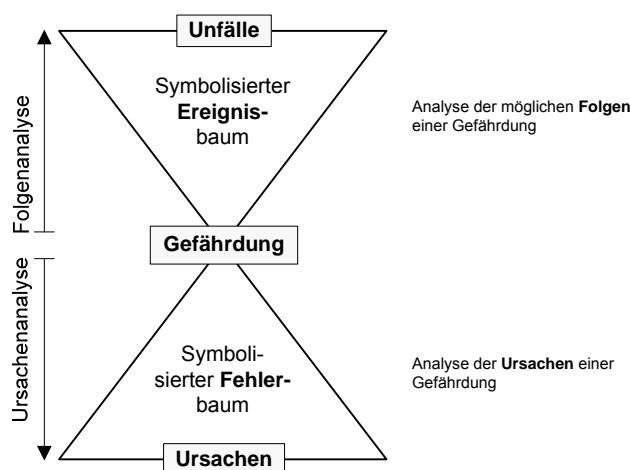 Unfälle
Symbolisierter
Ereignis-
baum
Folgenanalyse
Analyse der möglichen Folgen
einer Gefährdung
Gefährdung
Ursachenanalyse
Symboli-
sierter Fehler-
baum
Analyse der Ursachen einer
Gefährdung
Ursachen